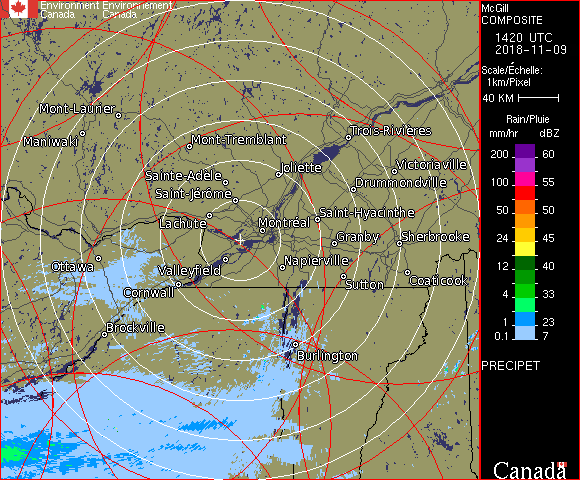 Environment Environnement
Canada Canada
McGill
COMPOSITE
1420 UTC
2018-11-09
Scale/Échelle:
1km/Pixel
40 KM
Rain/Pluie
mm/hr dBZ
200 60
100 55
50 50
24 45
12 40
4 33
1 23
0.1 7
PRECIPET
Mont-Laurier
Maniwaki
Mont-Tremblant
Trois-Rivières
Joliette
Victoriaville
Sainte-Adèle
Drummondville
Saint-Jérôme
Lachute
Saint-Hyacinthe
Montréal
Granby
Sherbrooke
Ottawa
Valleyfield
Napierville
Cornwall
Sutton
Coaticook
Brockville
Burlington
Canada